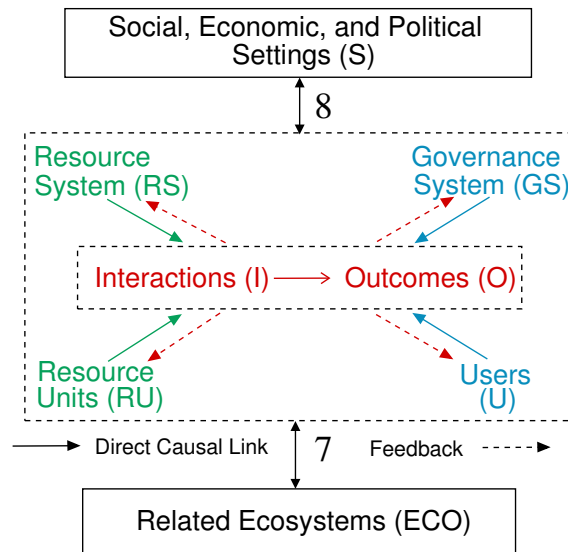 Social, Economic, and Political
Settings (S)
8
Resource
System (RS)
Governance
System (GS)
Interactions (I)
Outcomes (O)
Resource
Units (RU)
Users
(U)
Direct Causal Link
7
Feedback
Related Ecosystems (ECO)